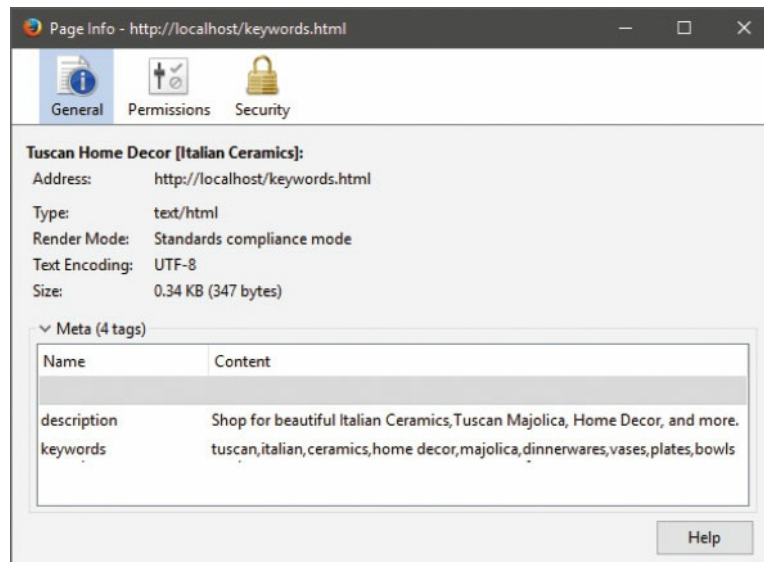 Page Info - http://localhost/keywords.html
General Permissions Security
Tuscan Home Decor [Italian Ceramics]:
Address: http://localhost/keywords.html
Type: text/html
Render Mode: Standards compliance mode
Text Encoding: UTF-8
Size: 0.34 KB (347 bytes)
Meta (4 tags)
Name Content
description Shop for beautiful Italian Ceramics,Tuscan Majolica, Home Decor, and more.
keywords tuscan,italian,ceramics,home decor,majolica,dinnerwares,vases,plates,bowls
Help